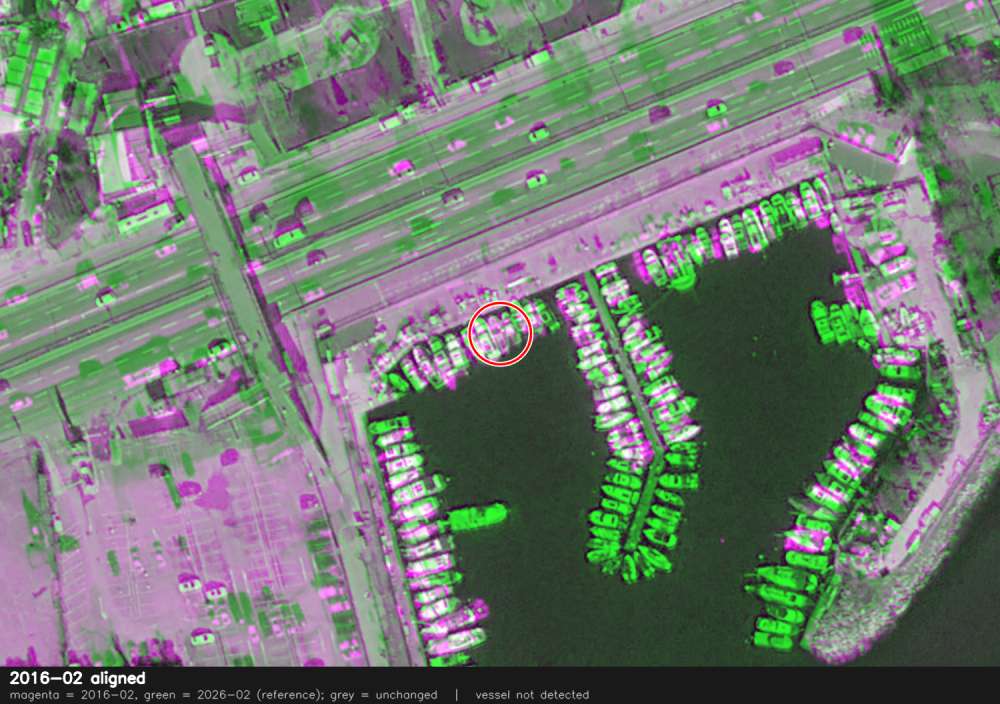 2016-02 aligned
magenta = 2016-02, green = 2026-02 (reference); grey = unchanged | vessel not detected